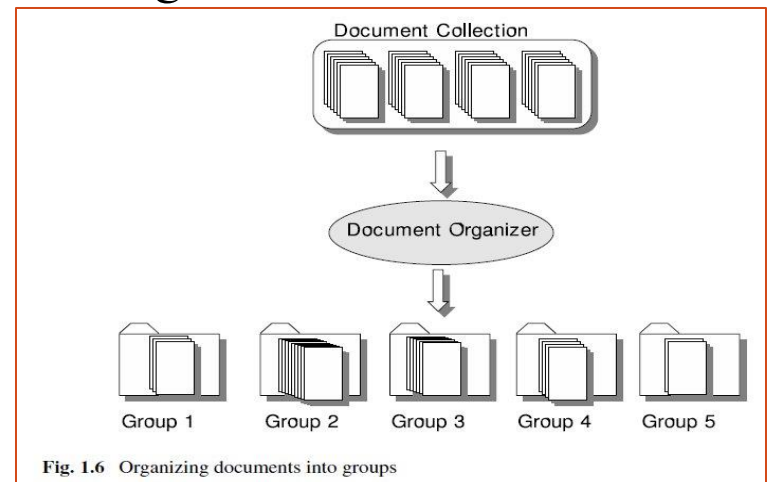 Document Collection
Document Organizer
Group 1 Group 2 Group 3 Group 4 Group 5
Fig. 1.6 Organizing documents into groups